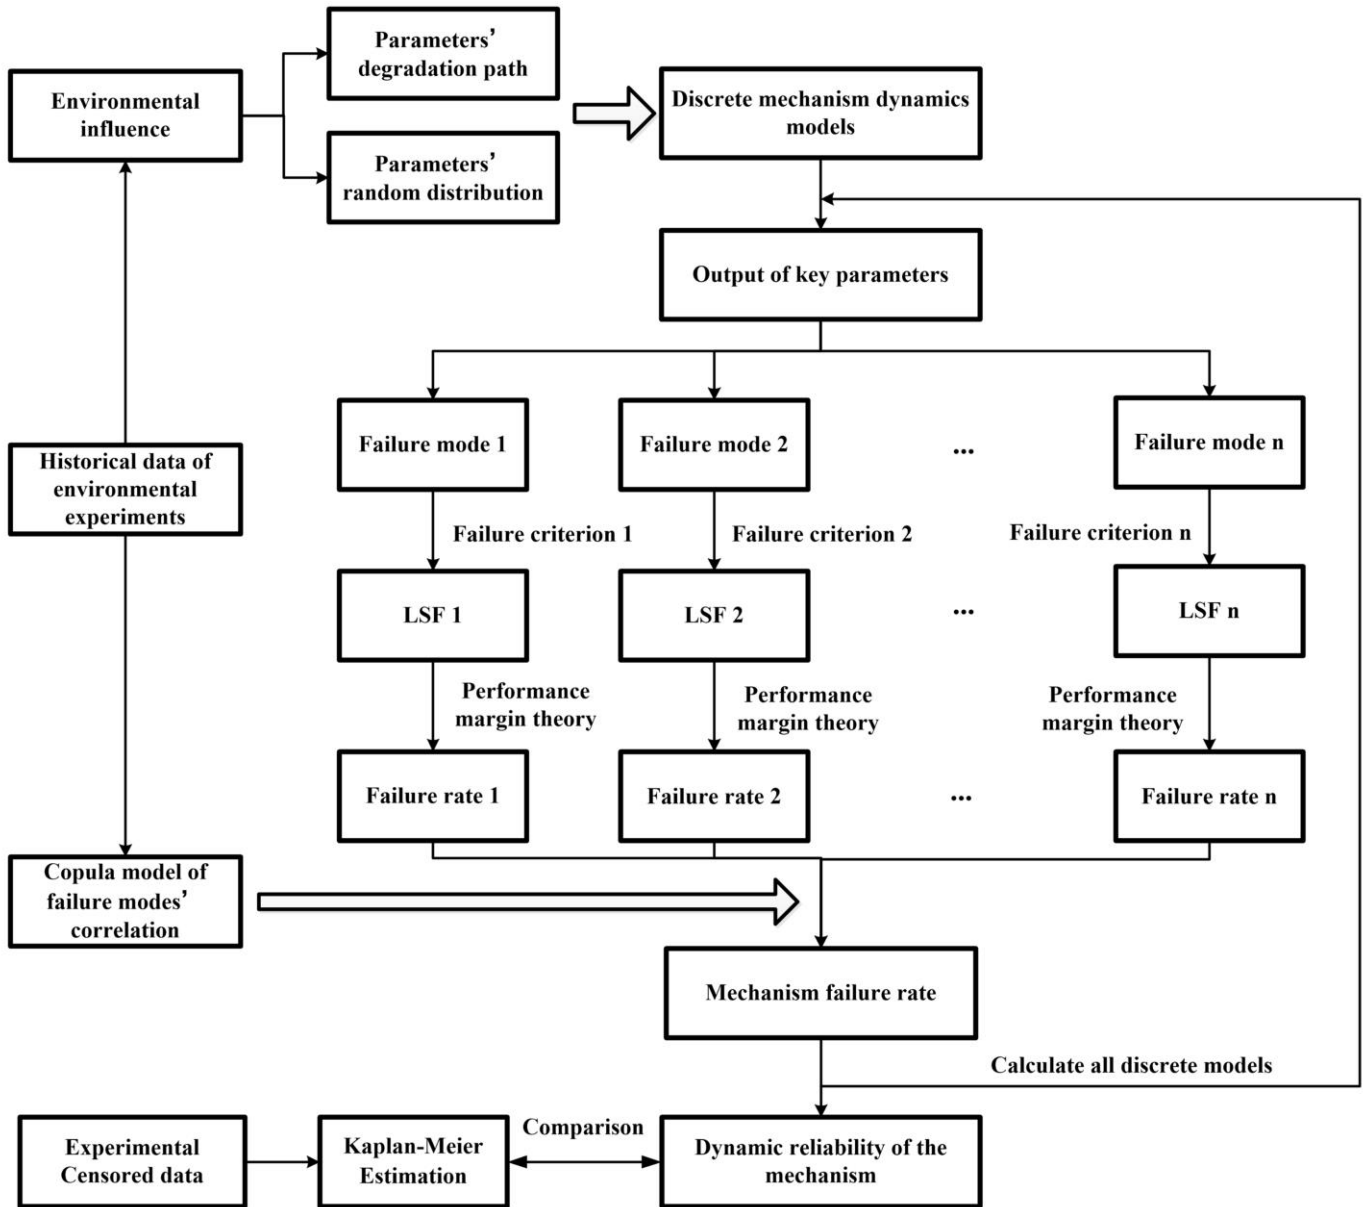 Parameters’
degradation path
Environmental
influence
Discrete mechanism dynamics
models
Parameters’
random distribution
Output of key parameters
Failure mode 1
Failure mode 2
...
Failure mode n
Historical data of
environmental
experiments
Failure criterion 1
Failure criterion 2
Failure criterion n
LSF 1
LSF 2
...
LSF n
Performance
margin theory
Performance
margin theory
Performance
margin theory
Failure rate 1
Failure rate 2
...
Failure rate n
Copula model of
failure modes’
correlation
Mechanism failure rate
Calculate all discrete models
Experimental
Censored data
Kaplan-Meier
Estimation
Comparison
Dynamic reliability of the
mechanism